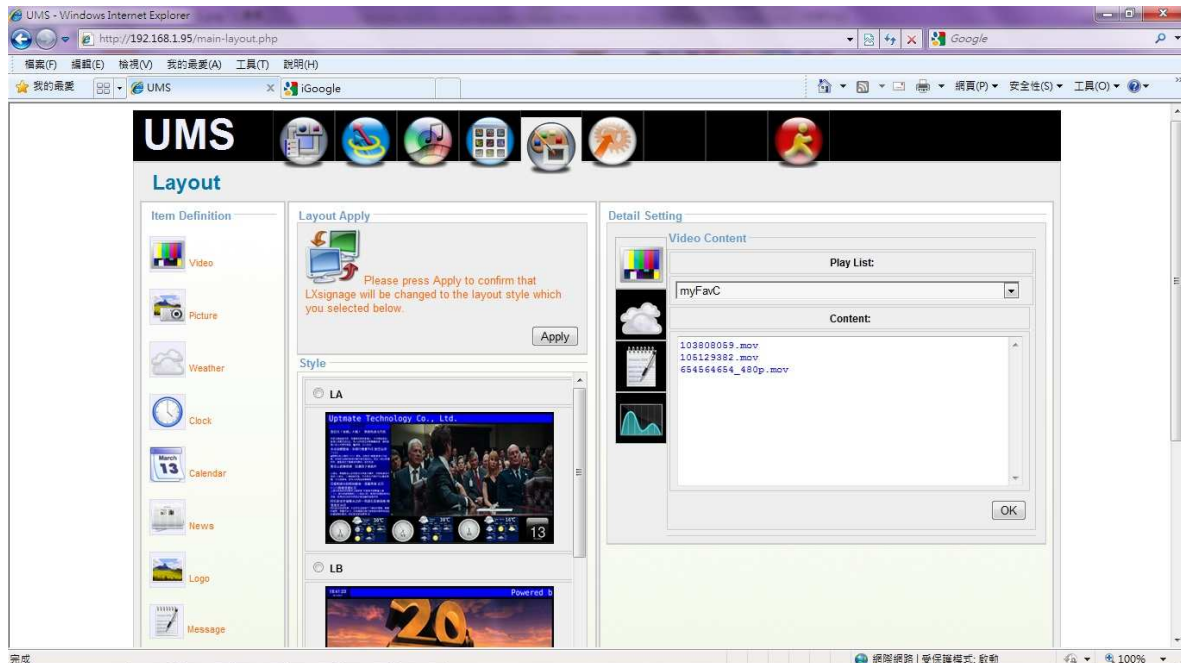 UMS - Windows Internet Explorer
http://192.168.1.95/main-layout.php
Google
檔案(F) 編輯(E) 檢視(V) 我的最愛(A) 工具(T) 說明(H)
我的最愛 UMS iGoogle 網頁(P) 安全性(S) 工具(O)
UMS
Layout
Item Definition
Video
Picture
Weather
Clock
March
13
Calendar
News
Logo
Message
Layout Apply
Please press Apply to confirm that
LXsignage will be changed to the layout style which
you selected below.
Apply
Style
LA
Uptmate Technology Co., Ltd.
13
LB
Powered b
20
Detail Setting
Video Content
Play List:
myFavC
Content:
103808059.mov
105129382.mov
654564654_480p.mov
OK
完成 網際網路 | 受保護模式: 啟動 100%